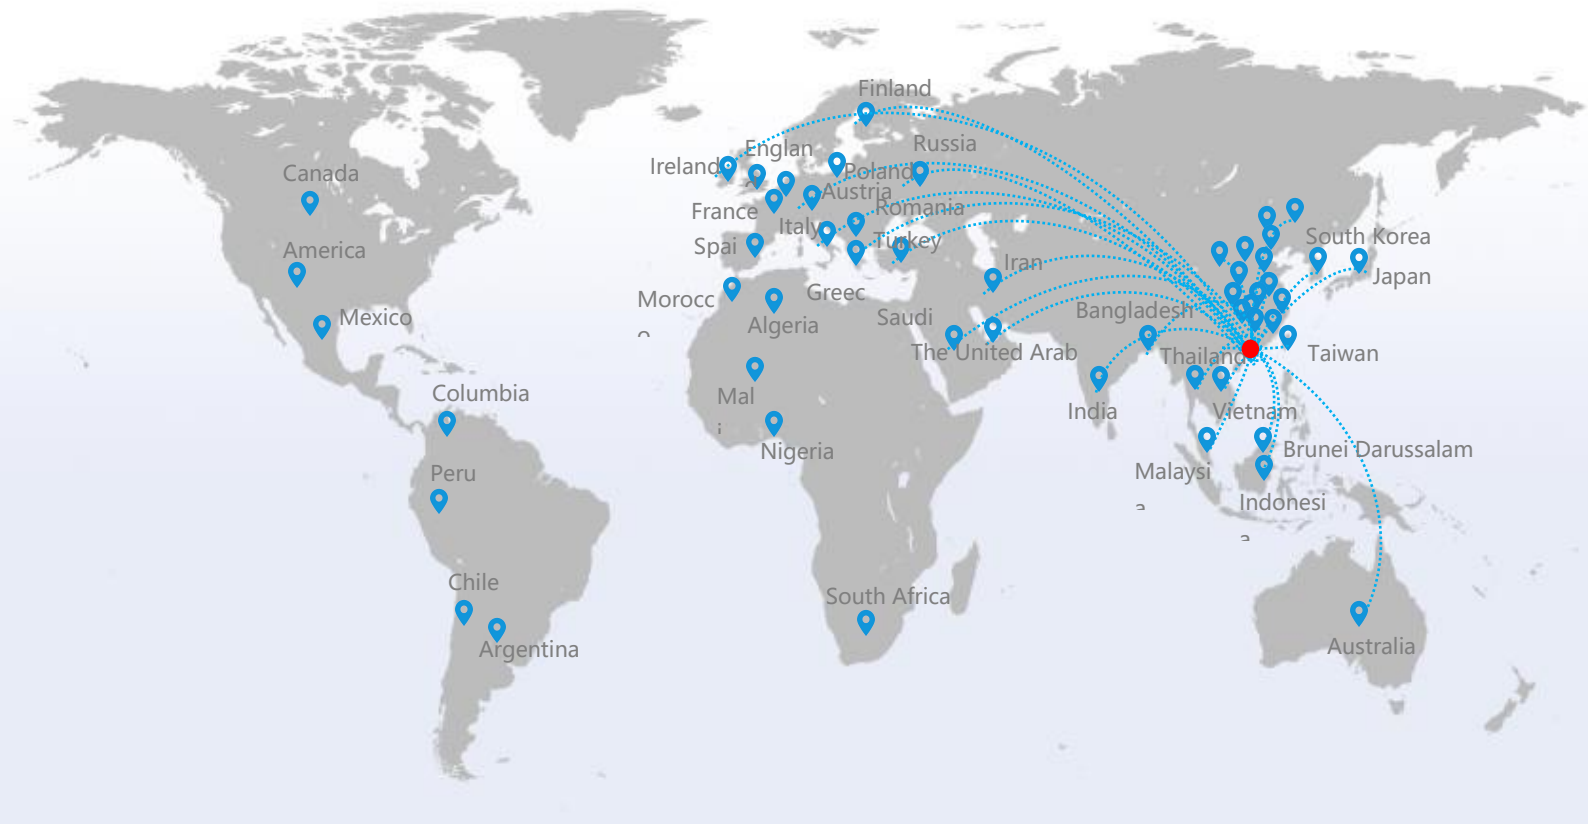 Finland
Russia
Englan
d
Ireland
Poland
Austria
Canada
France
Romania
Italy
Turkey
Spai
South Korea
America
Iran
Japan
Greec
Morocc
o
Mexico
Algeria
Saudi
Bangladesh
The United Arab
Thailand
Taiwan
Columbia
Mal
i
India
Vietnam
Nigeria
Brunei Darussalam
Peru
Malaysi
a
Indonesi
a
Chile
South Africa
Argentina
Australia